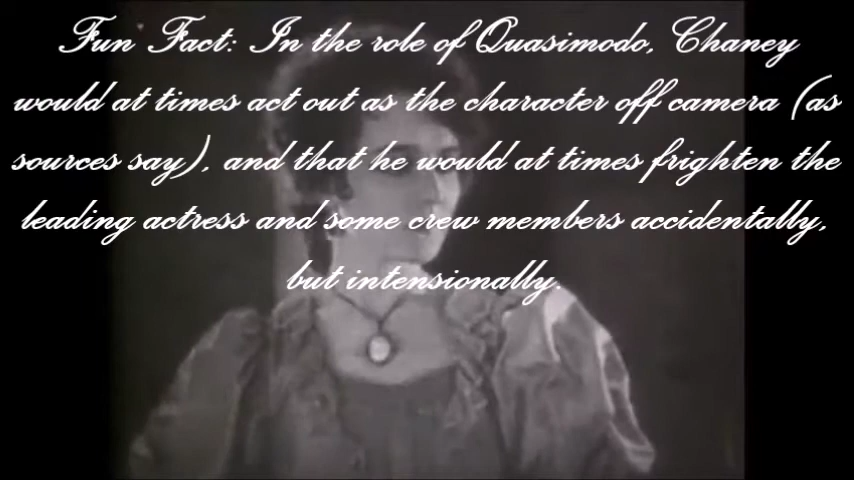 Fun Fact: In the role of Quasimodo, Chaney
would at times act out as the character off camera (as
sources say), and that he would at times frighten the
leading actress and some crew members accidentally,
but intensionally.